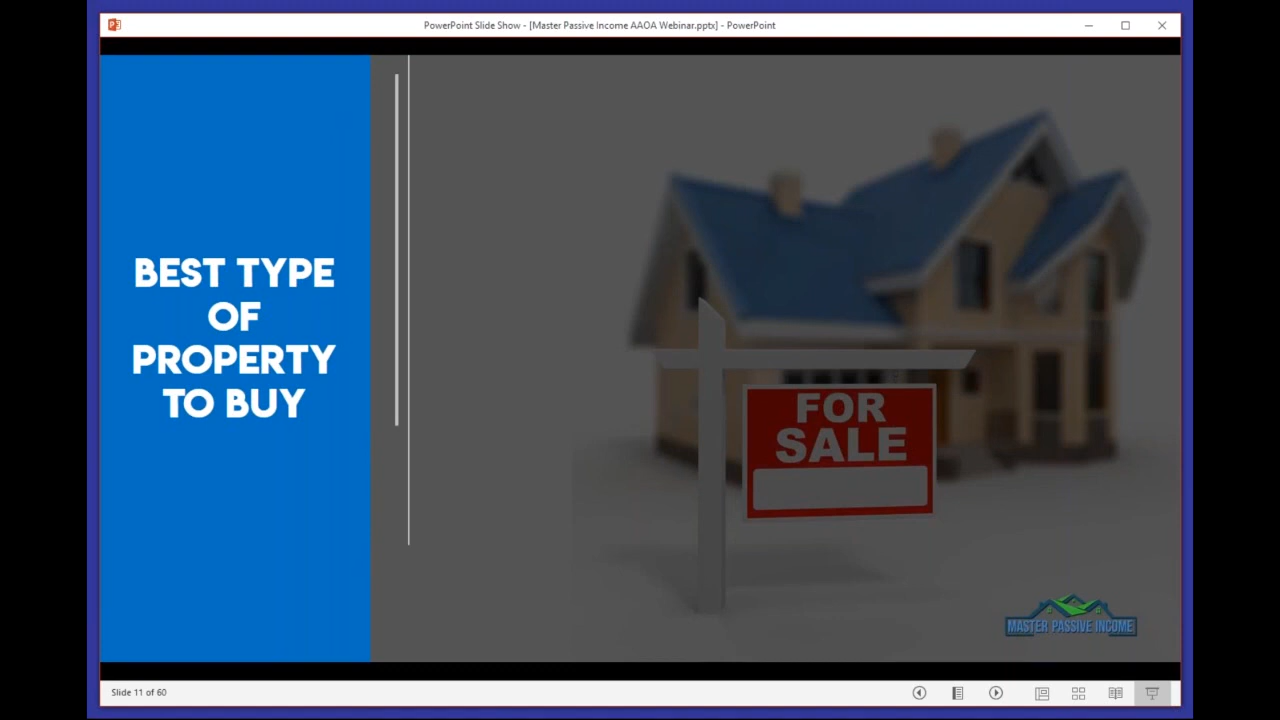 PowerPoint Slide Show - [Master Passive Income AAOA Webinar.pptx] - PowerPoint
BEST TYPE
OF
PROPERTY
TO BUY
FOR
SALE
MASTER PASSIVE INCOME
Slide 11 of 60